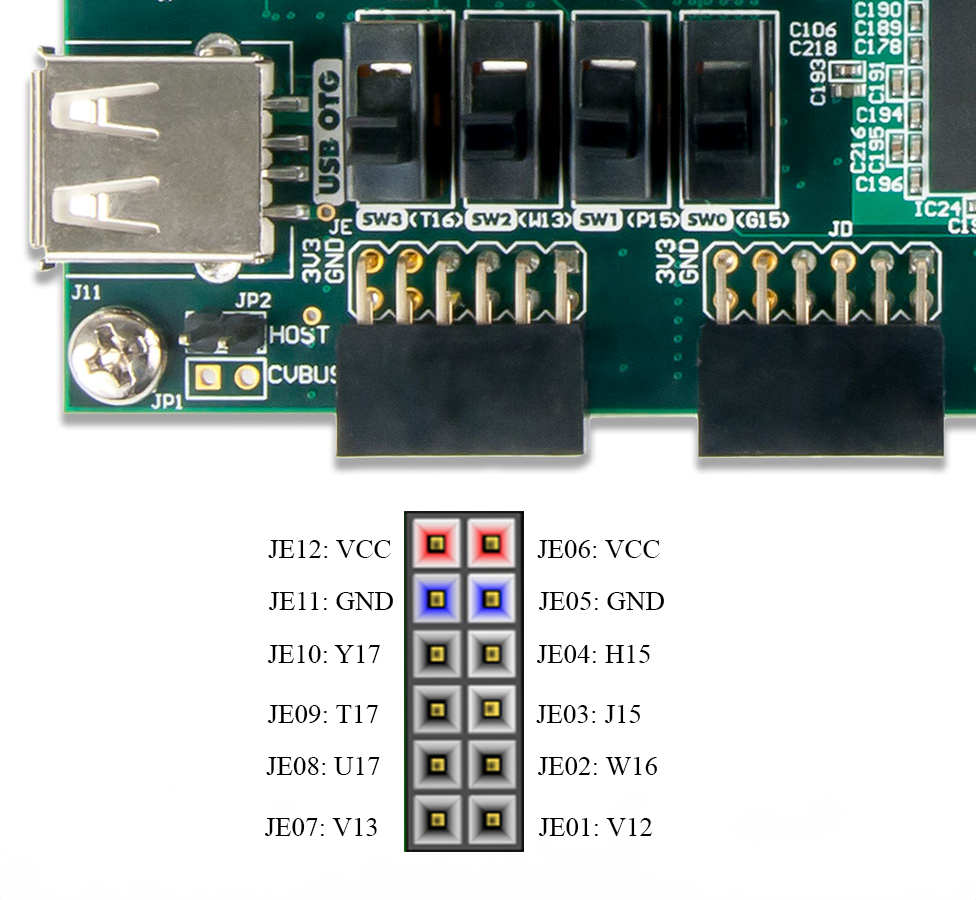 C190
C189
C178
C106
C218
C193
C191
C194
C216
C195
C196
IC24
USB OTG
SW3 (T16)
SW2 (W13)
SW1 (P15)
SW0 (G15)
JE
3V3
GND
3V3
GND
JD
J11
JP2
HOST
JP1
JE12: VCC
JE06: VCC
JE11: GND
JE05: GND
JE10: Y17
JE04: H15
JE09: T17
JE03: J15
JE08: U17
JE02: W16
JE07: V13
JE01: V12